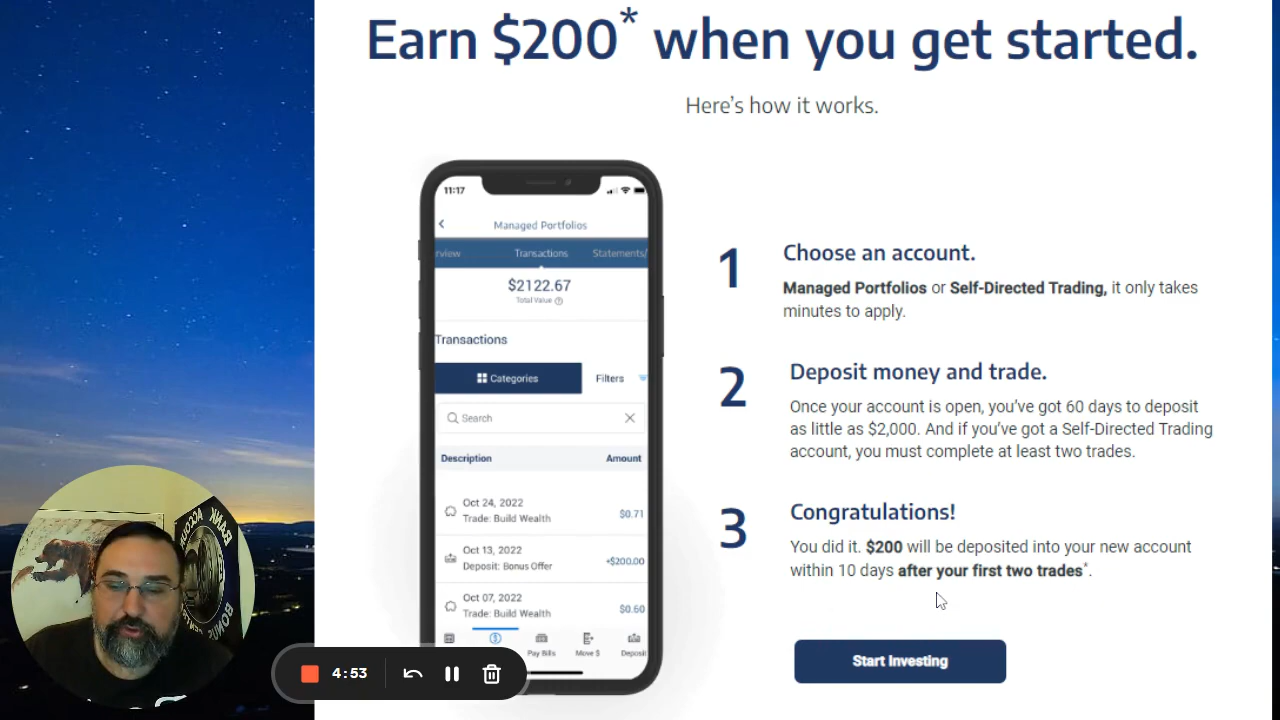 Earn $200* when you get started.
Here's how it works.
11:17
Managed Portfolios
rview Transactions Statements/
$2122.67
Total Value
Transactions
Categories Filters
Search
Description Amount
Oct 24, 2022
Trade: Build Wealth $0.71
Oct 13, 2022
Deposit: Bonus Offer +$200.00
Oct 07, 2022
Trade: Build Wealth $0.60
Pay Bills Move $ Deposit
1 Choose an account.
Managed Portfolios or Self-Directed Trading, it only takes
minutes to apply.
2 Deposit money and trade.
Once your account is open, you've got 60 days to deposit
as little as $2,000. And if you've got a Self-Directed Trading
account, you must complete at least two trades.
3 Congratulations!
You did it. $200 will be deposited into your new account
within 10 days after your first two trades*.
Start Investing
BANK ACCOU
BONUS
4:53